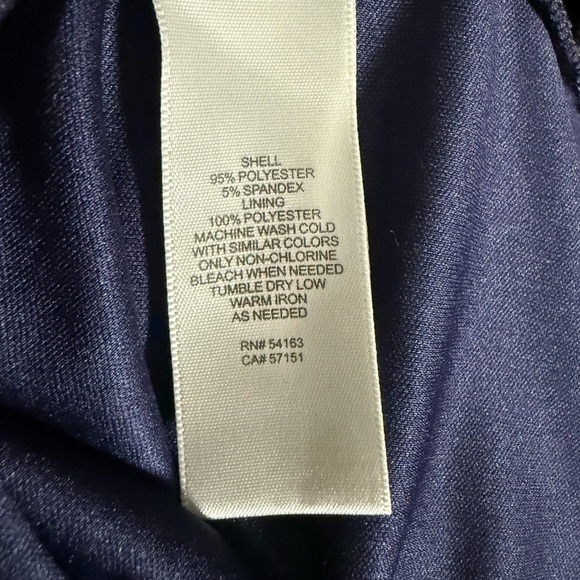 SHELL
95% POLYESTER
5% SPANDEX
LINING
100% POLYESTER
MACHINE WASH COLD
WITH SIMILAR COLORS
ONLY NON-CHLORINE
BLEACH WHEN NEEDED
TUMBLE DRY LOW
WARM IRON
AS NEEDED
RN# 54163
CA# 57151